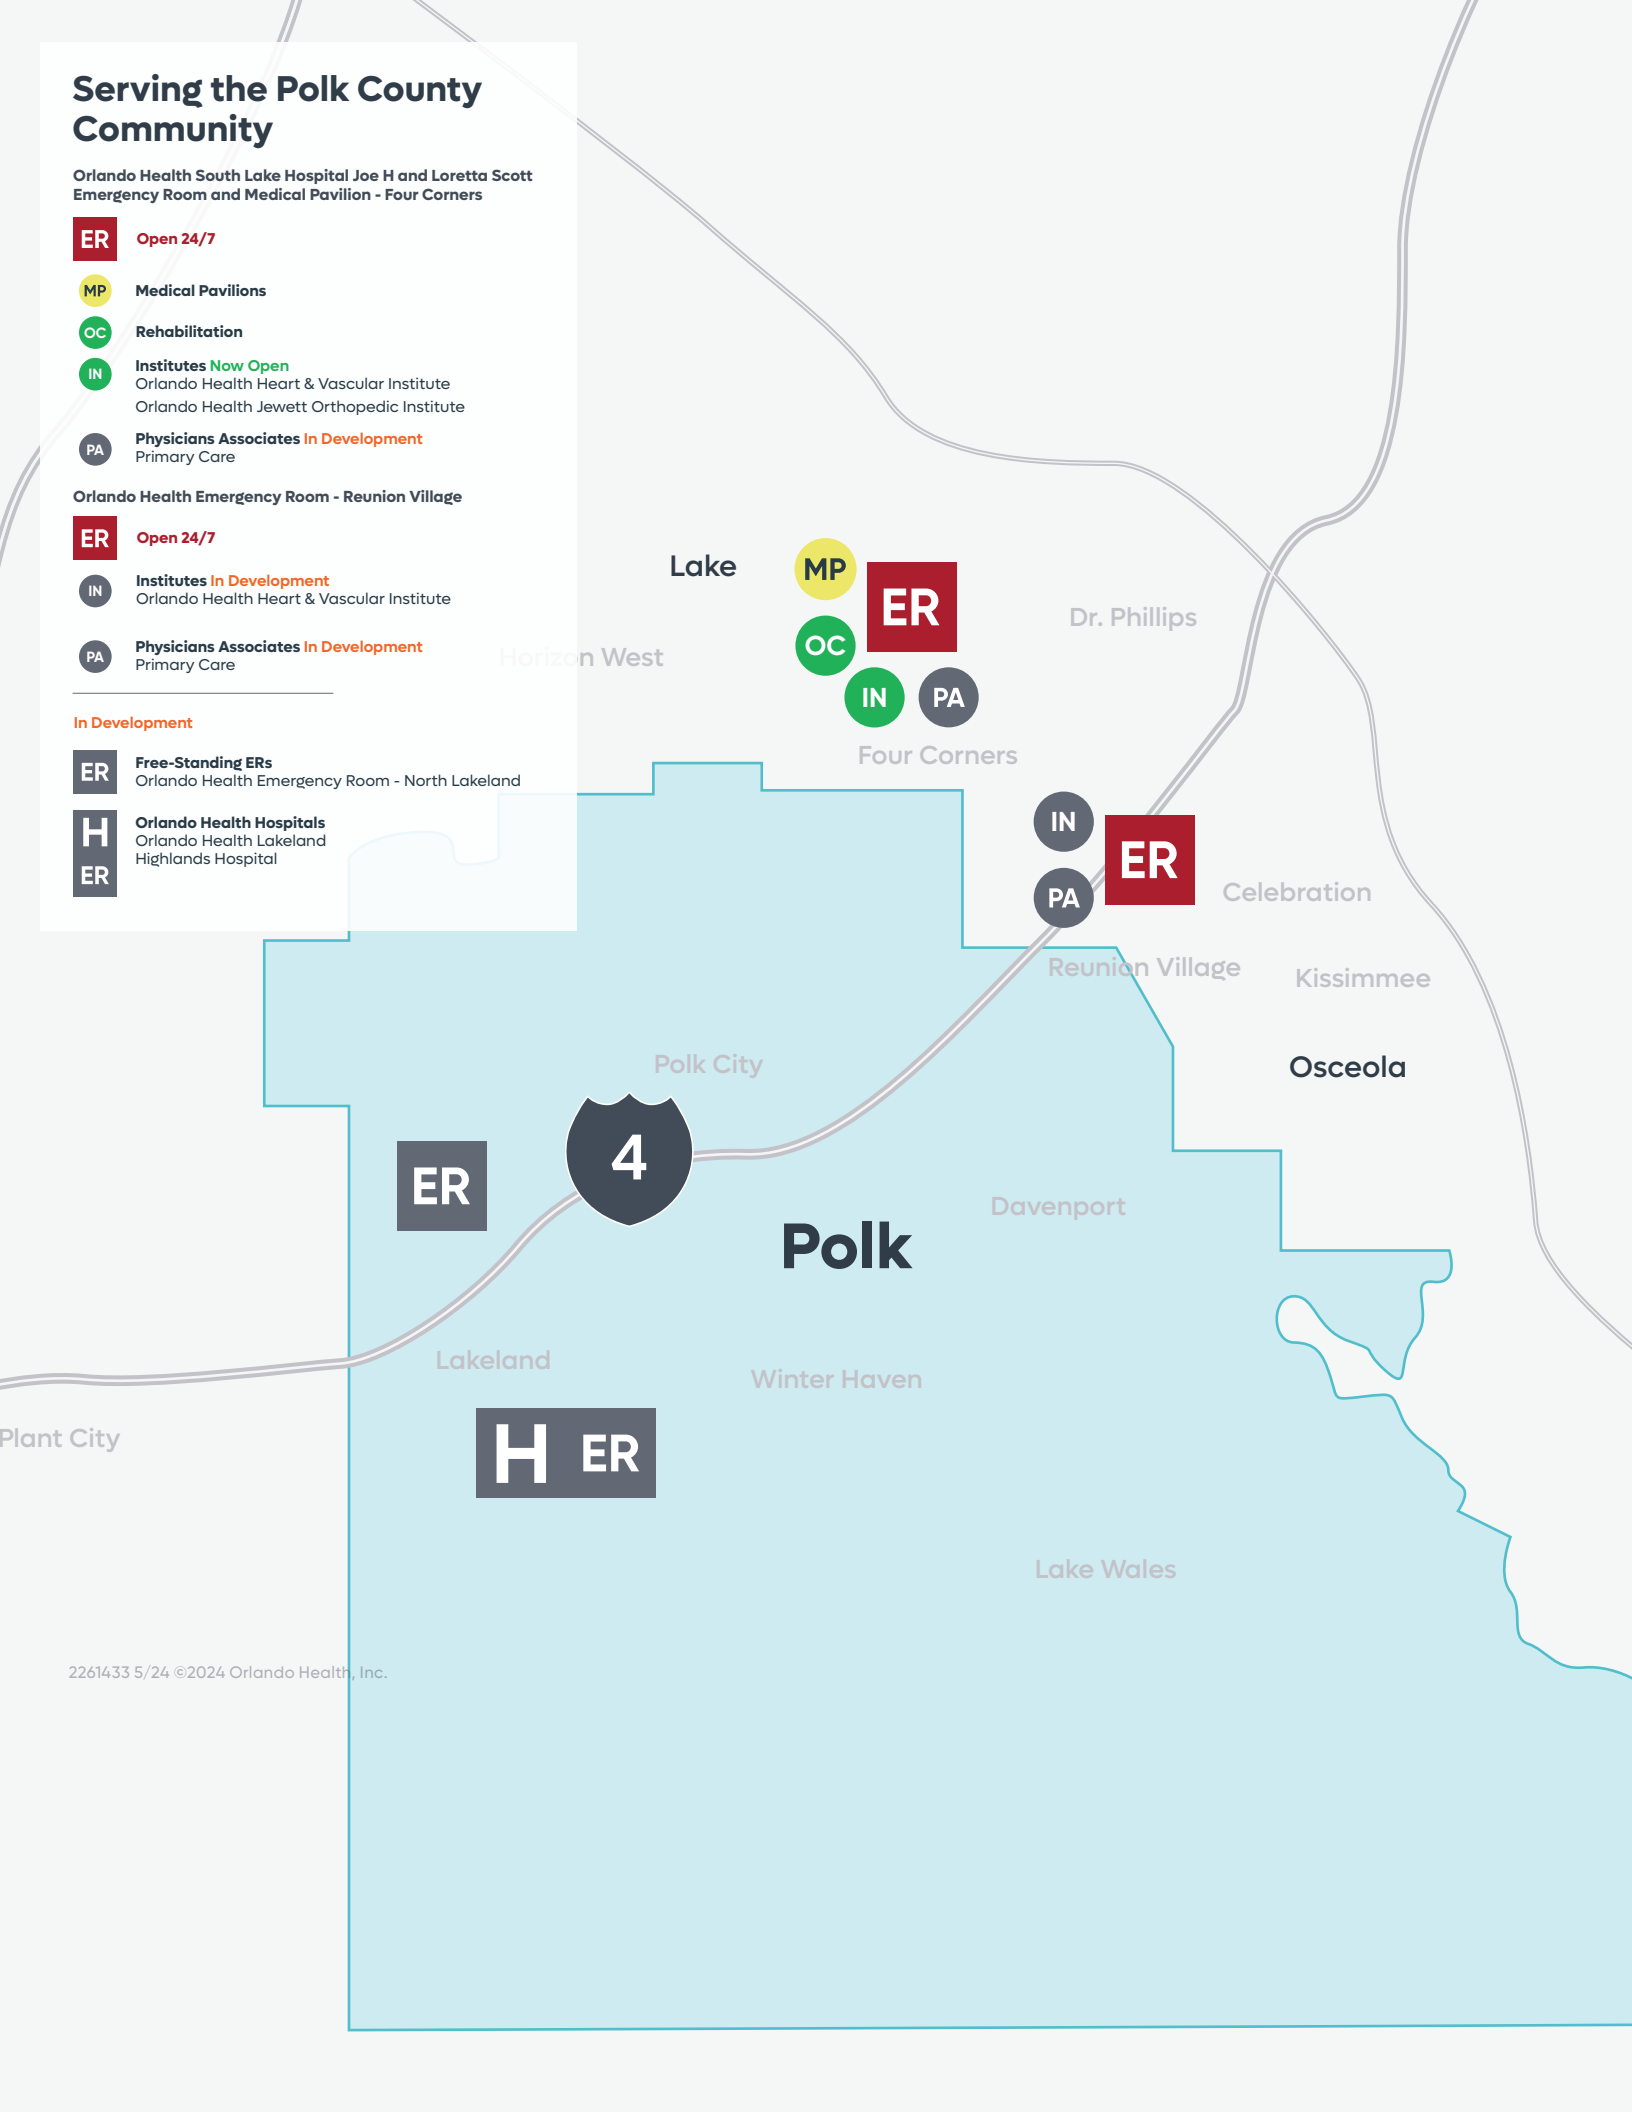 Serving the Polk County
Community
Orlando Health South Lake Hospital Joe H and Loretta Scott
Emergency Room and Medical Pavilion - Four Corners
ER Open 24/7
MP Medical Pavilions
OC Rehabilitation
IN Institutes Now Open
Orlando Health Heart & Vascular Institute
Orlando Health Jewett Orthopedic Institute
PA Physicians Associates In Development
Primary Care
Orlando Health Emergency Room - Reunion Village
ER Open 24/7
IN Institutes In Development
Orlando Health Heart & Vascular Institute
PA Physicians Associates In Development
Primary Care
In Development
ER Free-Standing ERs
Orlando Health Emergency Room - North Lakeland
H Orlando Health Hospitals
Orlando Health Lakeland
Highlands Hospital
ER
Lake
MP
ER
Dr. Phillips
OC
Horizon West
IN PA
Four Corners
IN
ER
PA
Celebration
Reunion Village
Kissimmee
Polk City
Osceola
4
ER
Davenport
Polk
Lakeland
Winter Haven
Plant City
H ER
Lake Wales
2261433 5/24 ©2024 Orlando Health, Inc.